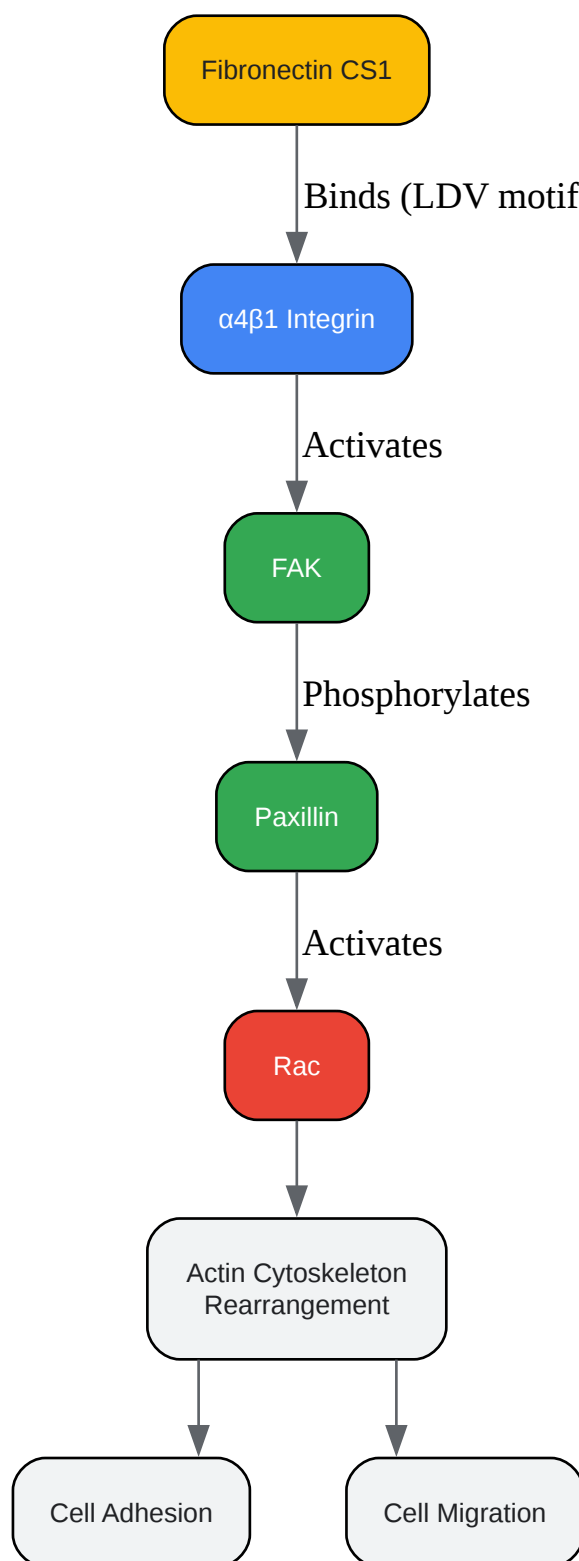 Fibronectin CS1
Binds (LDV motif
α4β1 Integrin
Activates
FAK
Phosphorylates
Paxillin
Activates
Rac
Actin Cytoskeleton
Rearrangement
Cell Adhesion
Cell Migration